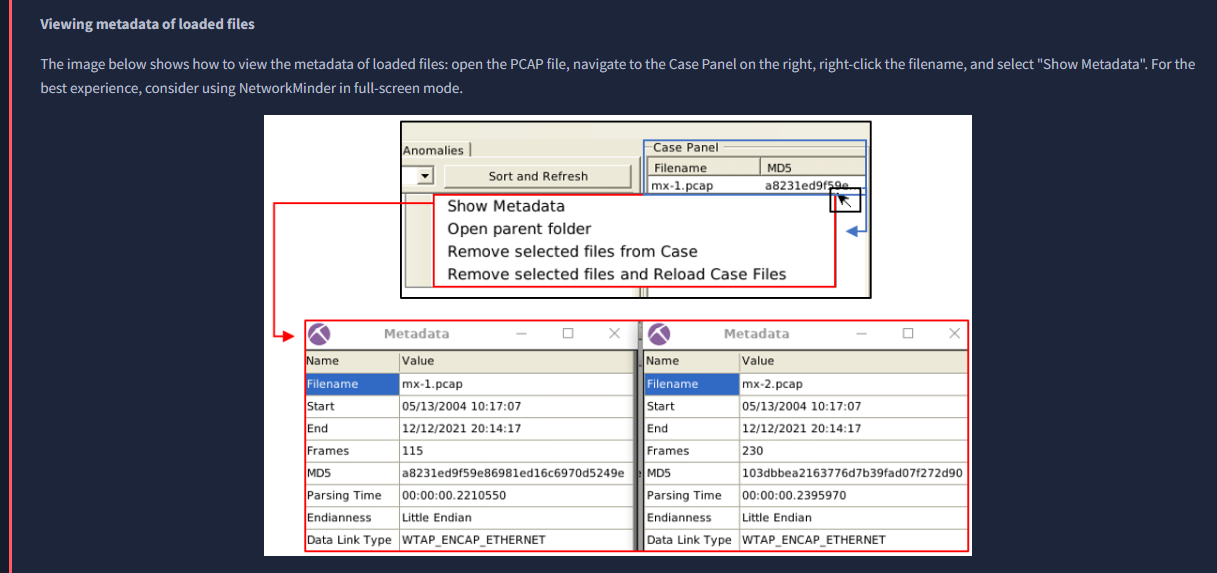 Viewing metadata of loaded files
The image below shows how to view the metadata of loaded files: open the PCAP file, navigate to the Case Panel on the right, right-click the filename, and select "Show Metadata". For the
best experience, consider using NetworkMinder in full-screen mode.
Anomalies
Case Panel
Sort and Refresh
Filename MD5
mx-1.pcap a8231ed9f59e...
Show Metadata
Open parent folder
Remove selected files from Case
Remove selected files and Reload Case Files
Metadata
Name Value
Filename mx-1.pcap
Start 05/13/2004 10:17:07
End 12/12/2021 20:14:17
Frames 115
MD5 a8231ed9f59e86981ed16c6970d5249e
Parsing Time 00:00:00.2210550
Endianness Little Endian
Data Link Type WTAP_ENCAP_ETHERNET
Metadata
Name Value
Filename mx-2.pcap
Start 05/13/2004 10:17:07
End 12/12/2021 20:14:17
Frames 230
MD5 103dbbea2163776d7b39fad07f272d90
Parsing Time 00:00:00.2395970
Endianness Little Endian
Data Link Type WTAP_ENCAP_ETHERNET